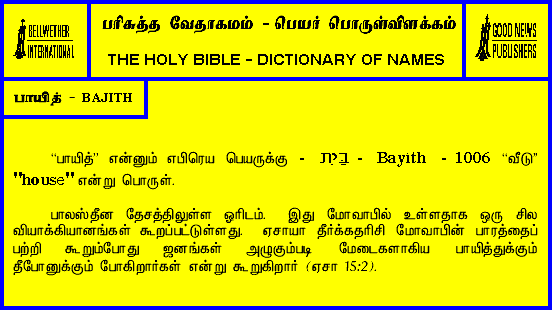 BELLWETHER
INTERNATIONAL
பரிசுத்த வேதாகமம் - பெயர் பொருள்விளக்கம்
THE HOLY BIBLE - DICTIONARY OF NAMES
GOOD NEWS
PUBLISHERS
பாயித் - BAJITH
“பாயித்” என்னும் எபிரெய பெயருக்கு - בַּיִת - Bayith - 1006 “வீடு”
"house" என்று பொருள்.
பாலஸ்தீன தேசத்திலுள்ள ஓரிடம். இது மோவாபில் உள்ளதாக ஒரு சில
வியாக்கியானங்கள் கூறப்பட்டுள்ளது. ஏசாயா தீர்க்கதரிசி மோவாபின் பாரத்தைப்
பற்றி கூறும்போது ஜனங்கள் அழுகும்படி மேடைகளாகிய பாயித்துக்கும்
தீபோனுக்கும் போகிறார்கள் என்று கூறுகிறார் (ஏசா 15:2).